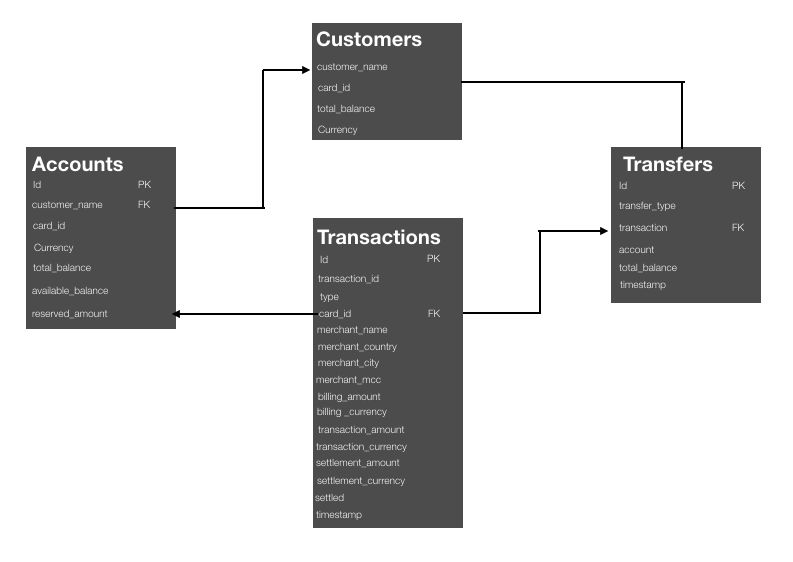 Customers
customer_name
card_id
total_balance
Currency
Accounts
Id PK
customer_name FK
card_id
Currency
total_balance
available_balance
reserved_amount
Transactions
Id PK
transaction_id
type
card_id FK
merchant_name
merchant_country
merchant_city
merchant_mcc
billing_amount
billing _currency
transaction_amount
transaction_currency
settlement_amount
settlement_currency
settled
timestamp
Transfers
Id PK
transfer_type
transaction FK
account
total_balance
timestamp